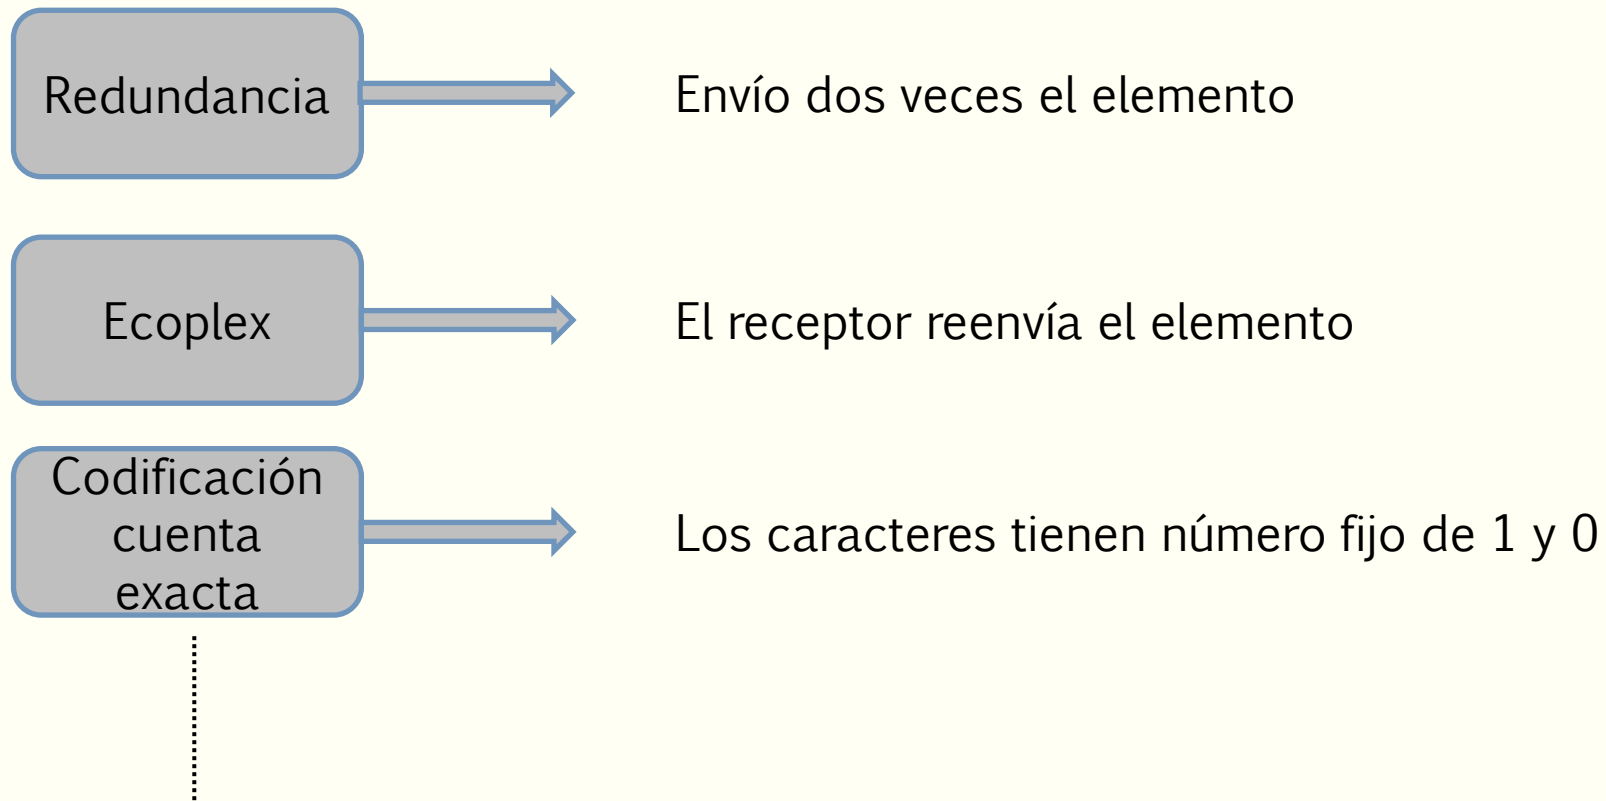 Redundancia
Envío dos veces el elemento
Ecoplex
El receptor reenvía el elemento
Codificación
cuenta
exacta
Los caracteres tienen número fijo de 1 y 0